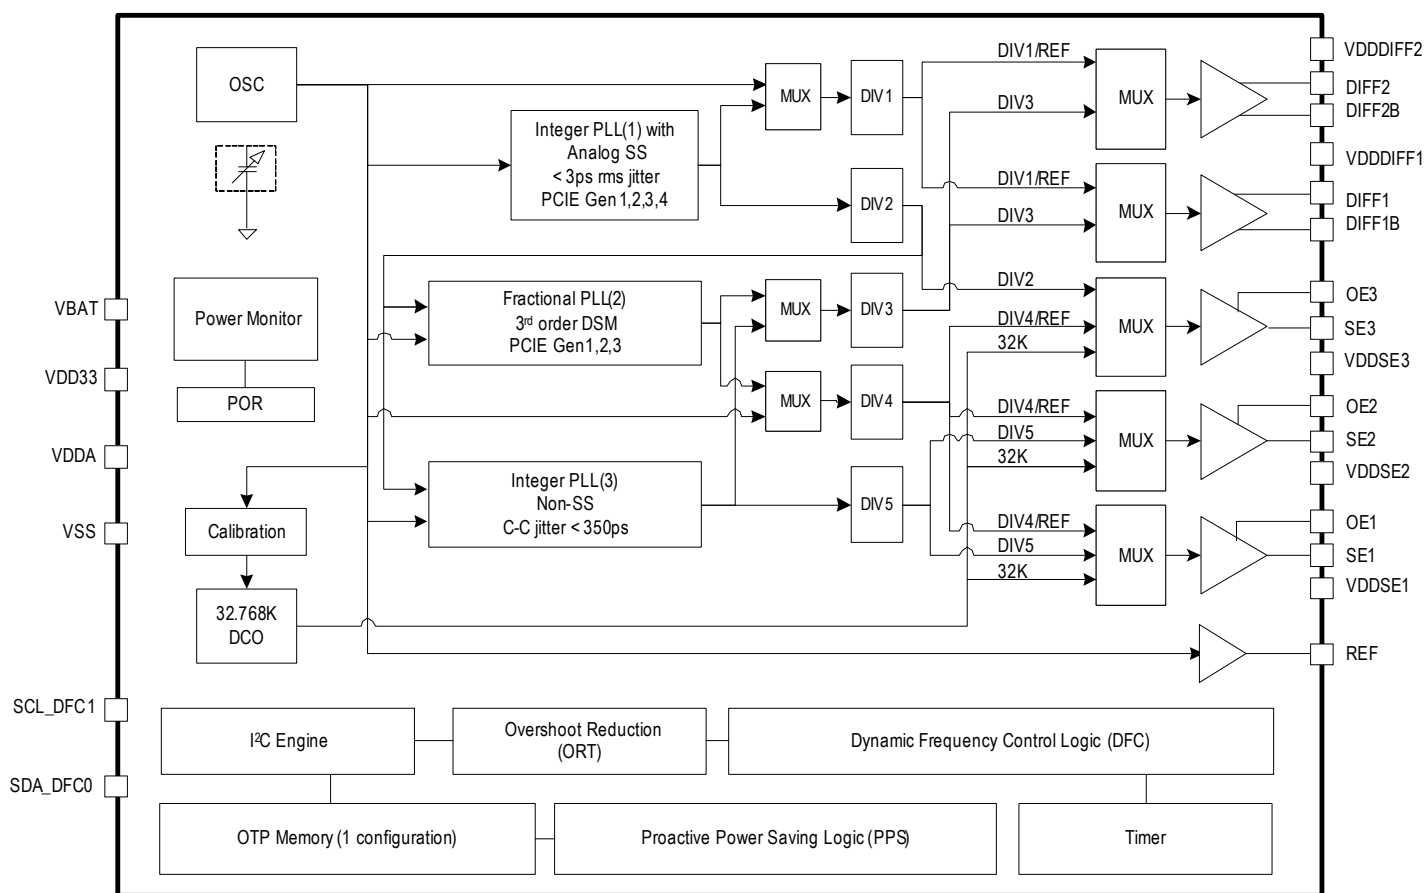 VDDDIFF2
DIV1/REF
OSC
MUX
DIV1
MUX
DIFF2
DIV3
DIFF2B
Integer PLL(1) with
Analog SS
< 3ps rms jitter
PCIE Gen1,2,3,4
VDDDIFF1
DIV1/REF
DIV2
MUX
DIFF1
DIV3
DIFF1B
DIV2
OE3
VBAT
Power Monitor
Fractional PLL(2)
3rd order DSM
PCIE Gen1,2,3
MUX
DIV3
DIV4/REF
MUX
SE3
32K
VDDSE3
VDD33
POR
MUX
DIV4
DIV4/REF
OE2
DIV5
MUX
SE2
VDDA
32K
VDDSE2
Integer PLL(3)
Non-SS
C-C jitter < 350ps
DIV5
VSS
Calibration
DIV4/REF
OE1
DIV5
MUX
SE1
32K
VDDSE1
32.768K
DCO
REF
SCL_DFC1
I²C Engine
Overshoot Reduction
(ORT)
Dynamic Frequency Control Logic (DFC)
SDA_DFC0
OTP Memory (1 configuration)
Proactive Power Saving Logic (PPS)
Timer